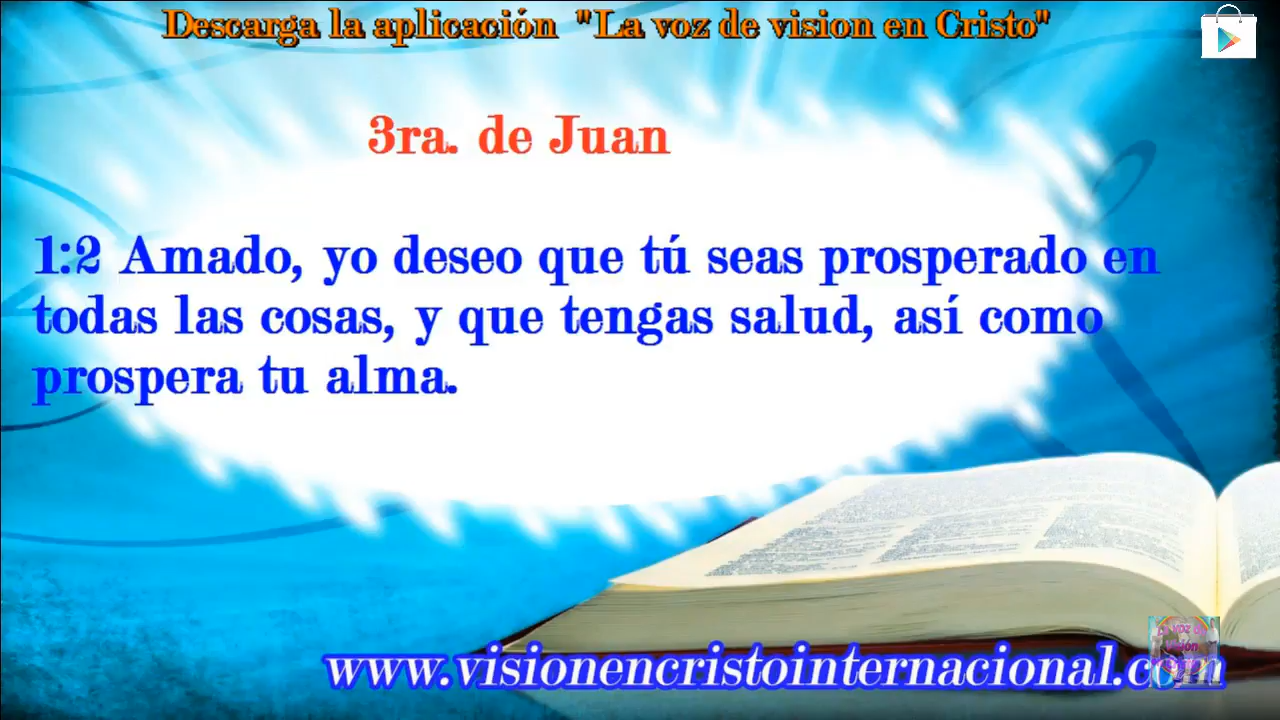 Descarga la aplicación "La voz de vision en Cristo"
3ra. de Juan
1:2 Amado, yo deseo que tú seas prosperado en
todas las cosas, y que tengas salud, así como
prospera tu alma.
www.visionencristointernacional.com